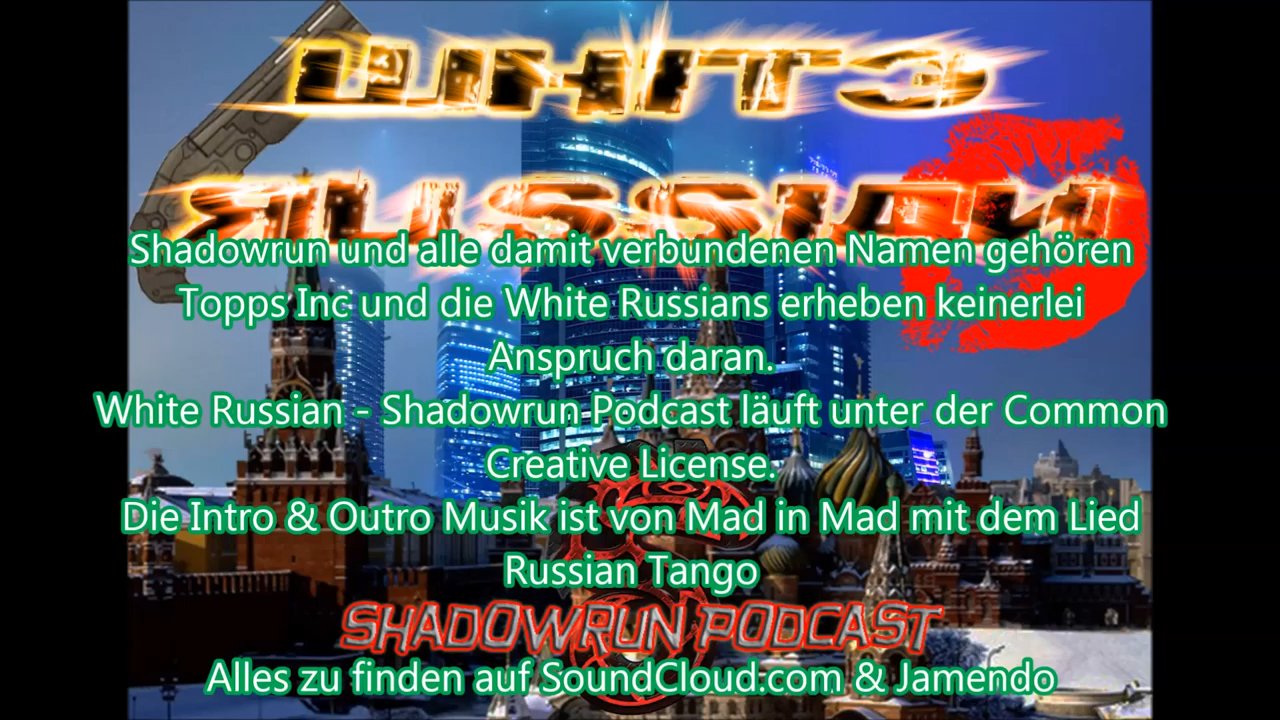 WHITE
RUSSIAN
Shadowrun und alle damit verbundenen Namen gehören
Topps Inc und die White Russians erheben keinerlei
Anspruch daran.
White Russian - Shadowrun Podcast läuft unter der Common
Creative License.
Die Intro & Outro Musik ist von Mad in Mad mit dem Lied
Russian Tango
SHADOWRUN PODCAST
Alles zu finden auf SoundCloud.com & Jamendo